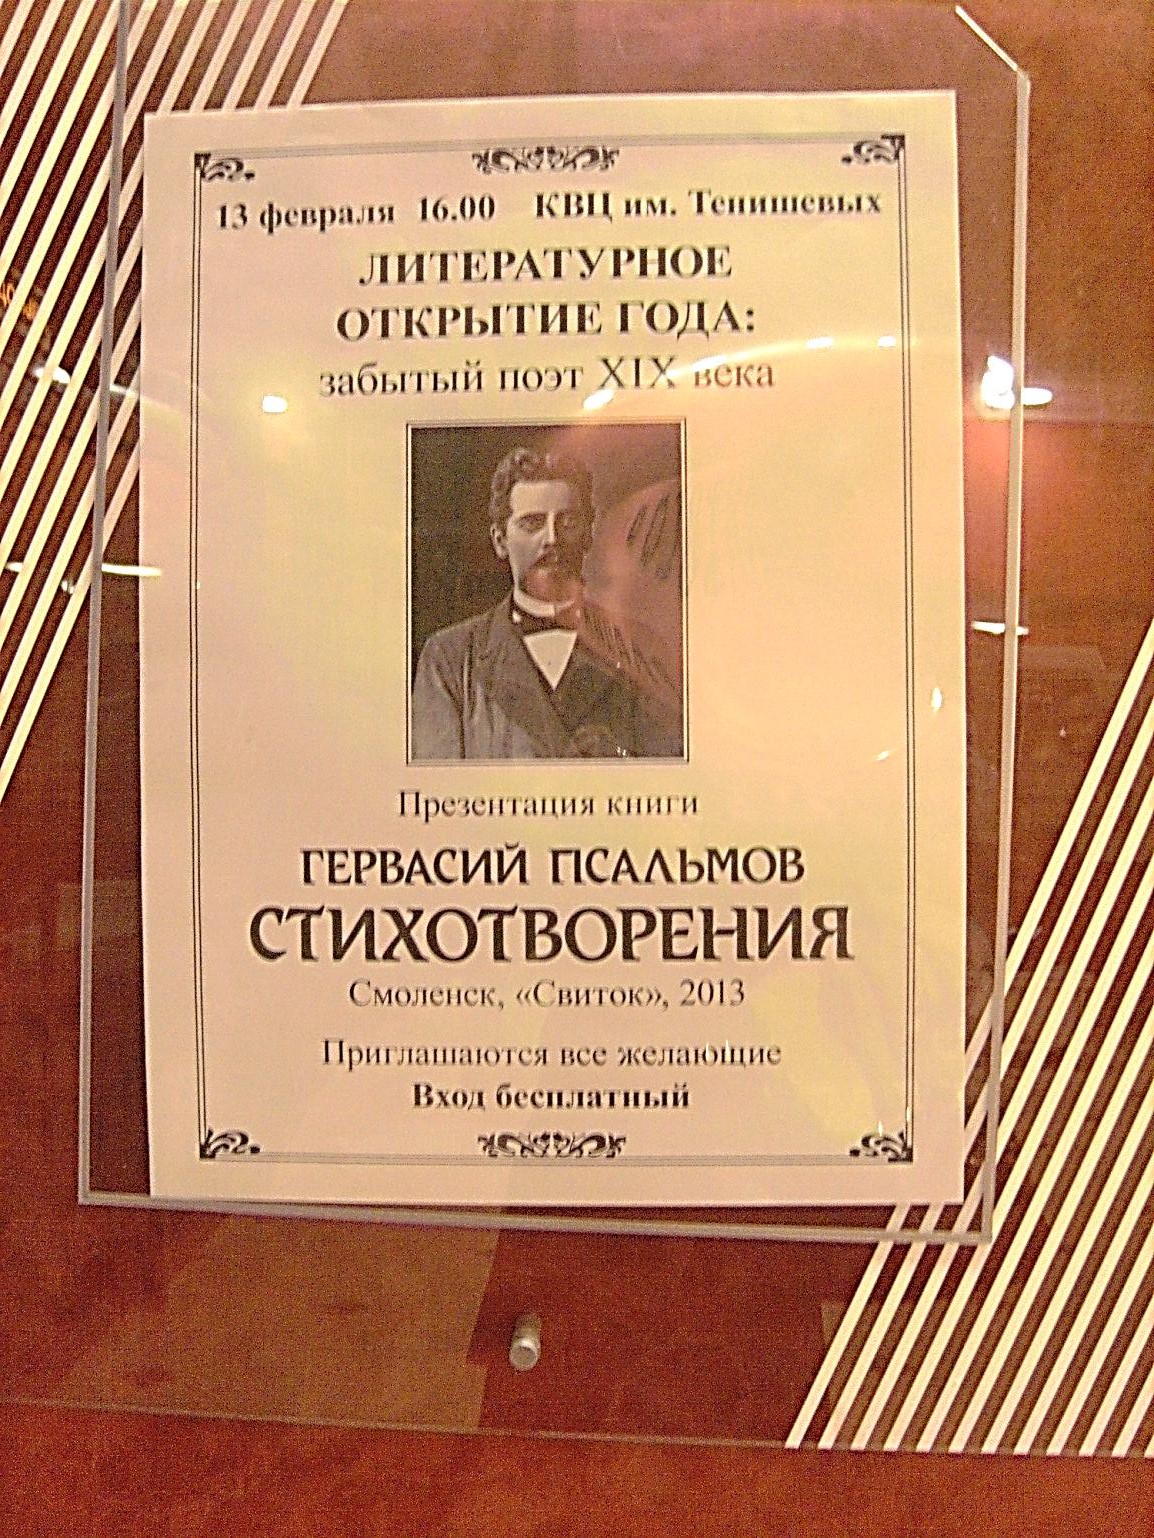 13 февраля 16.00 КВЦ им. Тенишевых
ЛИТЕРАТУРНОЕ
ОТКРЫТИЕ ГОДА:
забытый поэт XIX века
Презентация книги
ГЕРВАСИЙ ПСАЛЬМОВ
СТИХОТВОРЕНИЯ
Смоленск, «Свиток», 2013
Приглашаются все желающие
Вход бесплатный